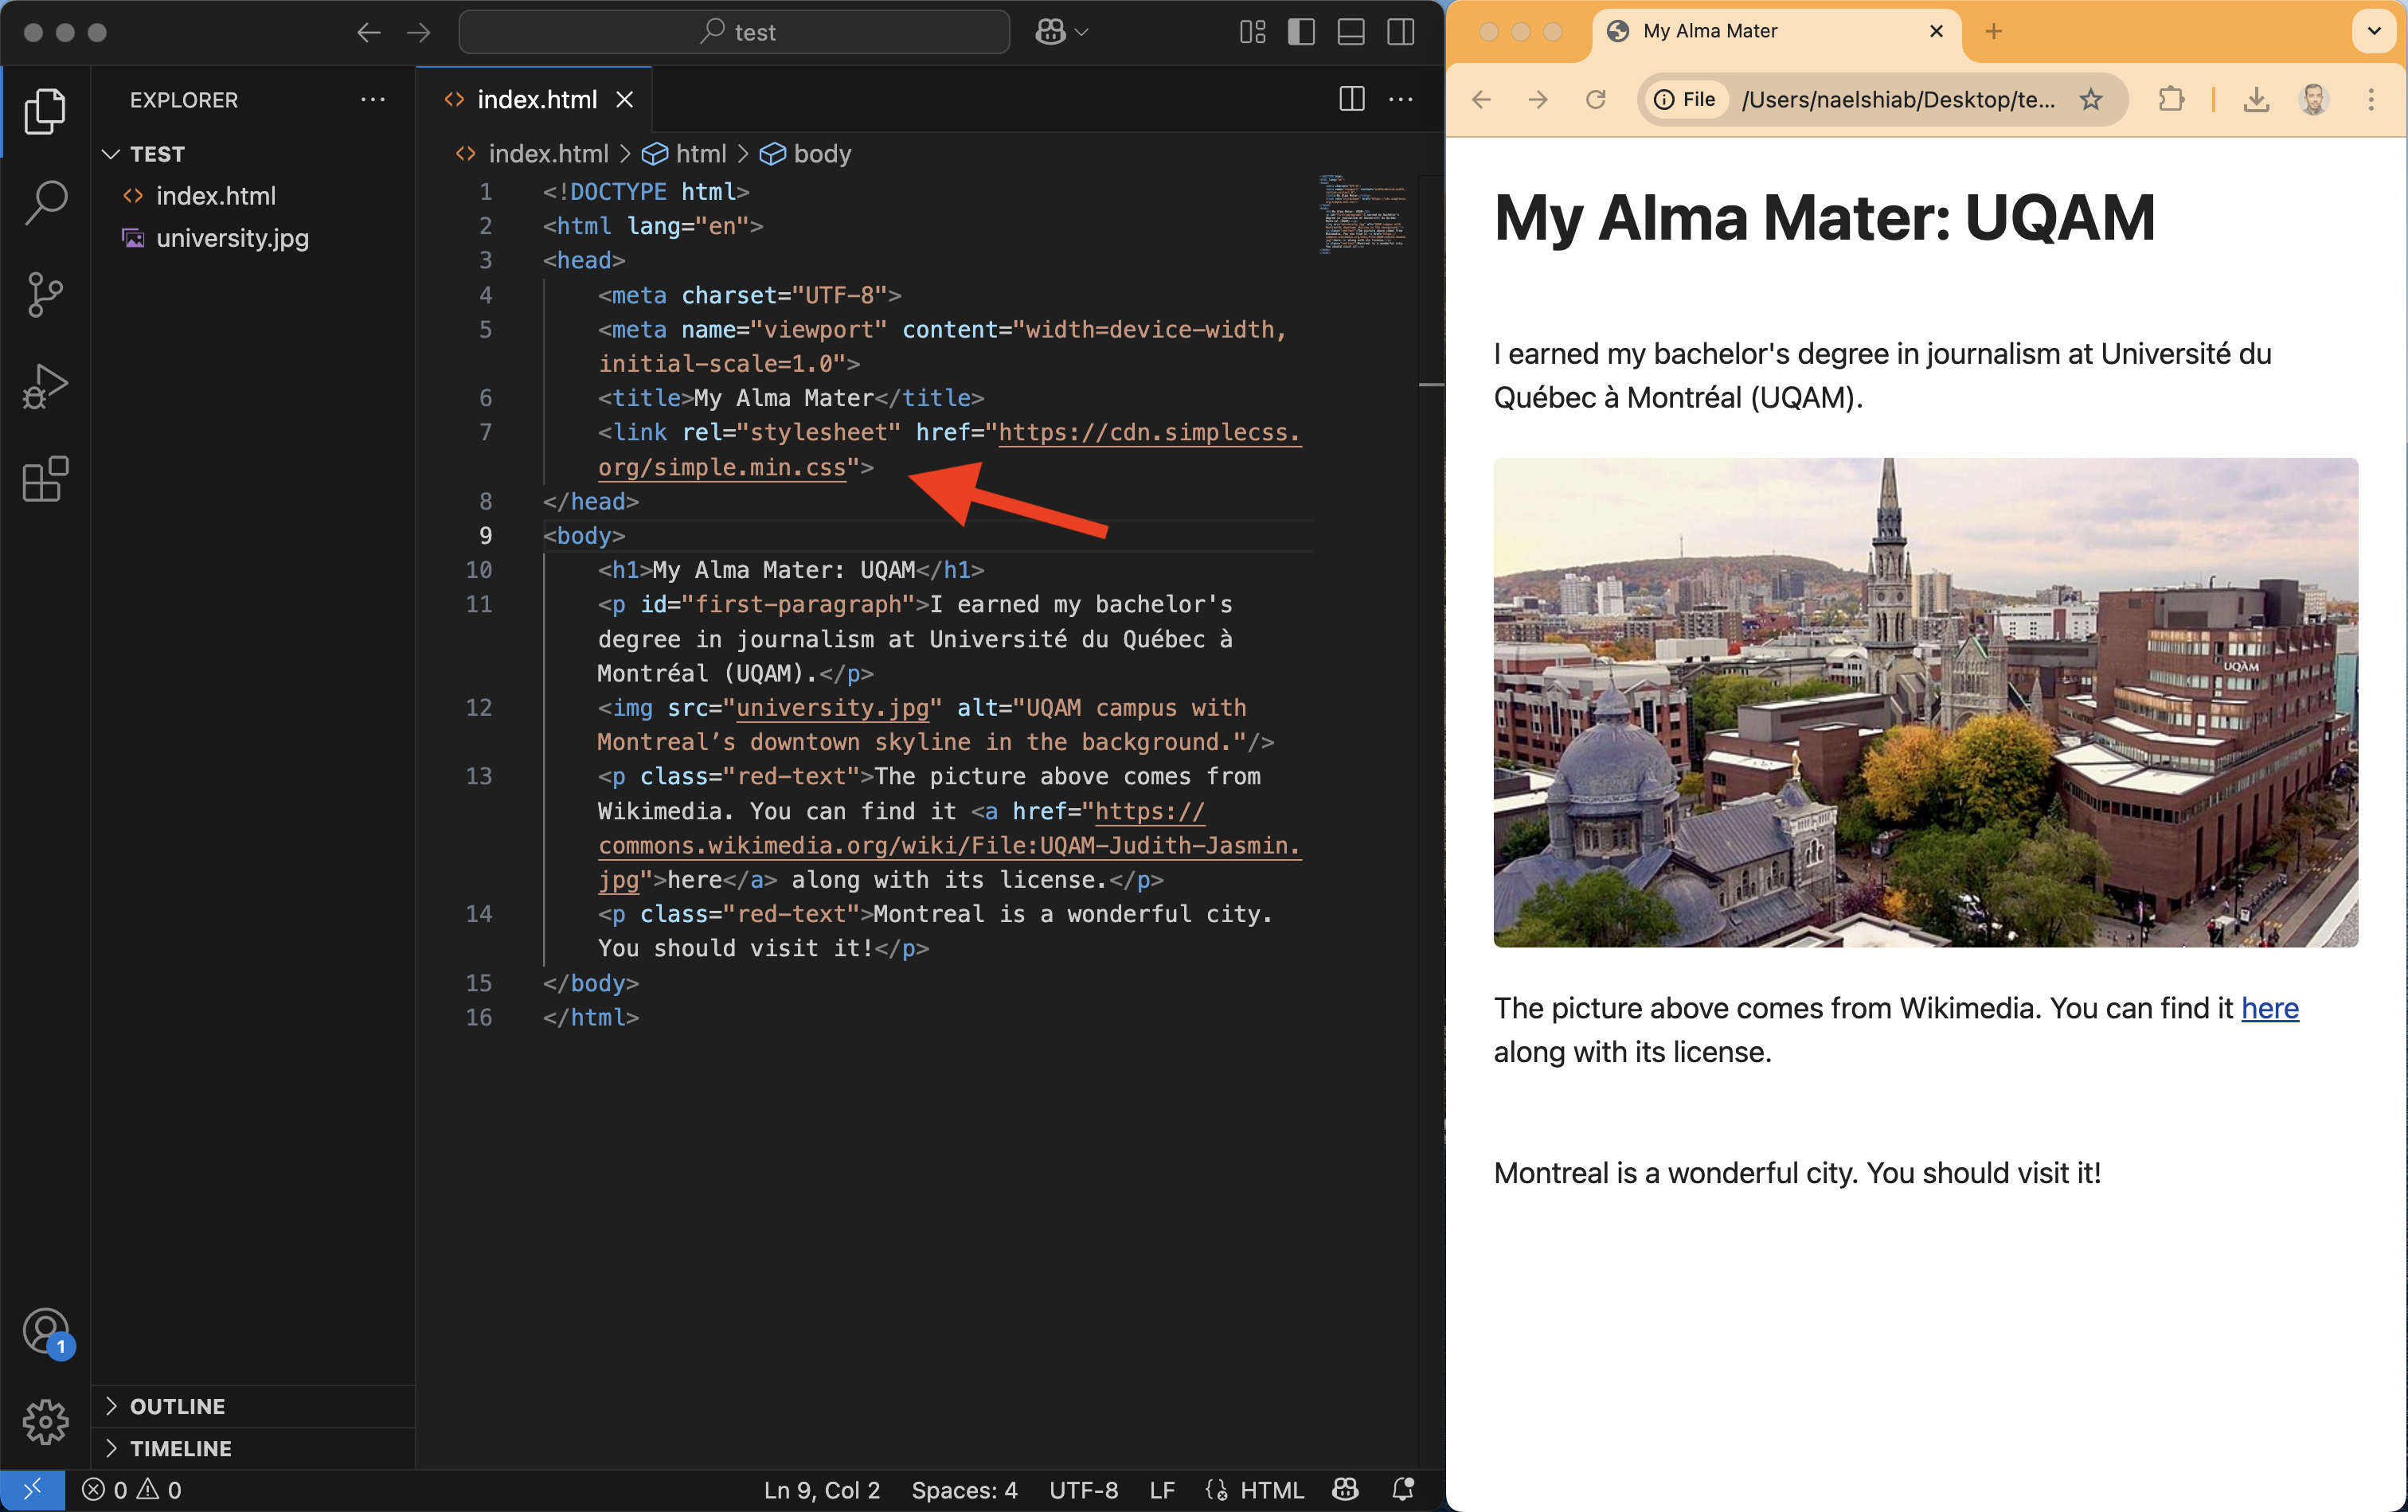 test
EXPLORER
TEST
index.html
university.jpg
index.html
index.html > html > body
1 <!DOCTYPE html>
2 <html lang="en">
3 <head>
4 <meta charset="UTF-8">
5 <meta name="viewport" content="width=device-width,
initial-scale=1.0">
6 <title>My Alma Mater</title>
7 <link rel="stylesheet" href="https://cdn.simplecss.
org/simple.min.css">
8 </head>
9 <body>
10 <h1>My Alma Mater: UQAM</h1>
11 <p id="first-paragraph">I earned my bachelor's
degree in journalism at Université du Québec à
Montréal (UQAM).</p>
12 <img src="university.jpg" alt="UQAM campus with
Montreal’s downtown skyline in the background."/>
13 <p class="red-text">The picture above comes from
Wikimedia. You can find it <a href="https://
commons.wikimedia.org/wiki/File:UQAM-Judith-Jasmin.
jpg">here</a> along with its license.</p>
14 <p class="red-text">Montreal is a wonderful city.
You should visit it!</p>
15 </body>
16 </html>
1
OUTLINE
TIMELINE
0 0
Ln 9, Col 2 Spaces: 4 UTF-8 LF HTML
My Alma Mater
File /Users/naelshiab/Desktop/te...
My Alma Mater: UQAM
I earned my bachelor's degree in journalism at Université du
Québec à Montréal (UQAM).
UQÀM
The picture above comes from Wikimedia. You can find it here
along with its license.
Montreal is a wonderful city. You should visit it!